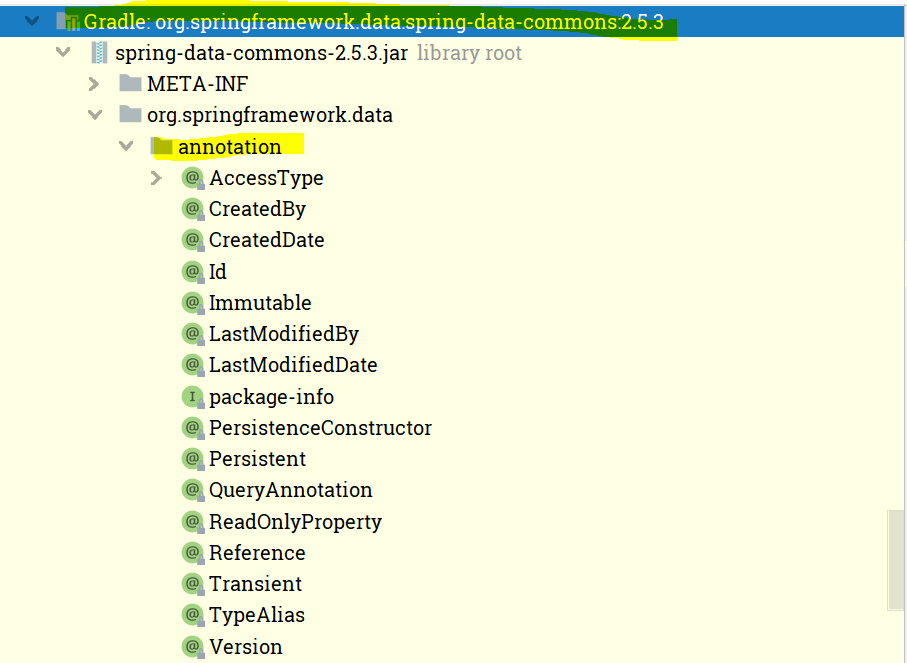 Gradle: org.springframework.data:spring-data-commons:2.5.3
spring-data-commons-2.5.3.jar library root
META-INF
org.springframework.data
annotation
AccessType
CreatedBy
CreatedDate
Id
Immutable
LastModifiedBy
LastModifiedDate
package-info
PersistenceConstructor
Persistent
QueryAnnotation
ReadOnlyProperty
Reference
Transient
TypeAlias
Version